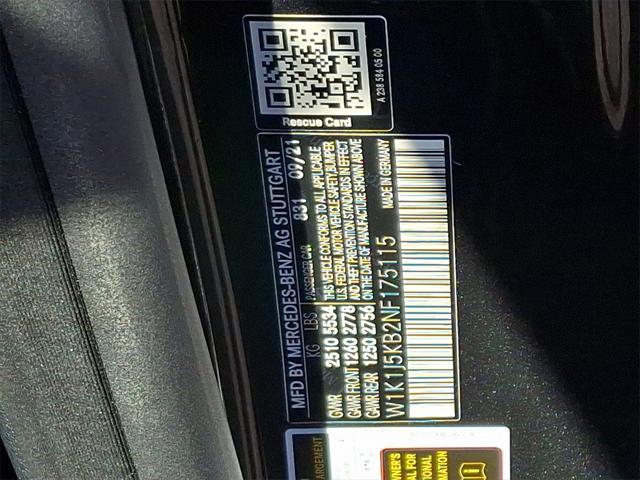 Rescue Card
A 238 584 05 00
MFD BY MERCEDES-BENZ AG STUTTGART
KG LBS PASSENGER CAR 831 09/21
GVWR 2510 5534 THIS VEHICLE CONFORMS TO ALL APPLICABLE
GAWR FRONT 1260 2778 U.S. FEDERAL MOTOR VEHICLE SAFETY, BUMPER
AND THEFT PREVENTION STANDARDS IN EFFECT
GAWR REAR 1250 2756 ON THE DATE OF MANUFACTURE SHOWN ABOVE
W1K1J5KB2NF175115 MADE IN GERMANY